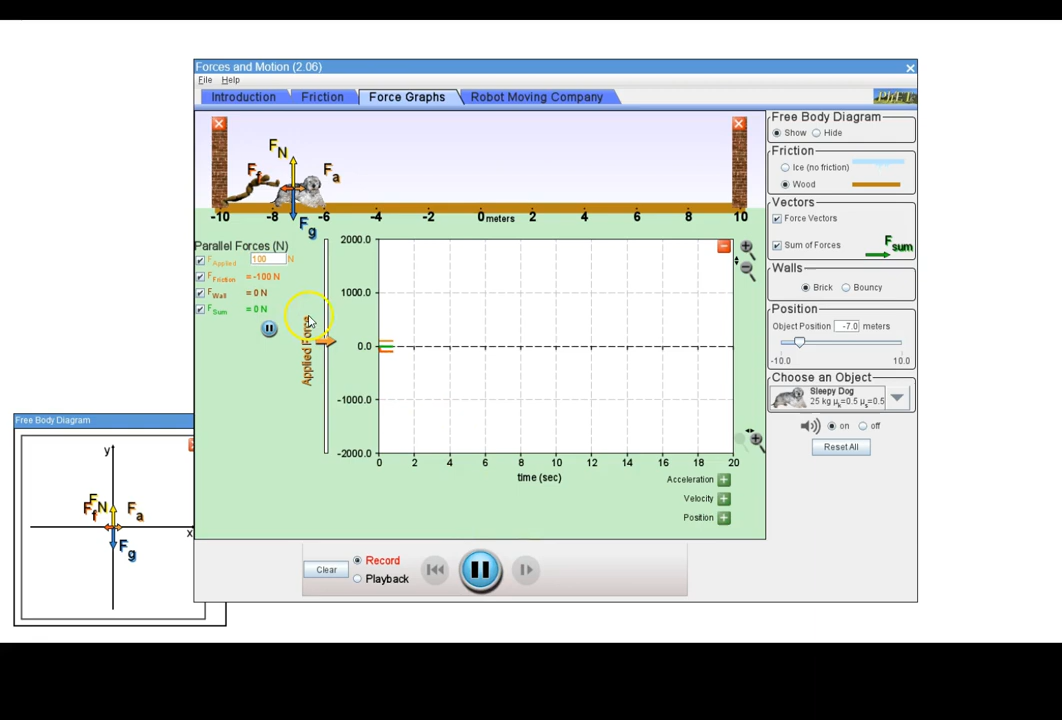 Forces and Motion (2.06)
File Help
Introduction Friction Force Graphs Robot Moving Company PhET
FN
Ff Fa
Fg
-10 -8 -6 -4 -2 0 meters 2 4 6 8 10
Parallel Forces (N)
FApplied 100 N
FFriction = -100 N
FWall = 0 N
FSum = 0 N
Applied Force
2000.0
1000.0
0.0
-1000.0
-2000.0
0 2 4 6 8 10 12 14 16 18 20
time (sec)
Acceleration
Velocity
Position
Clear
Record
Playback
Free Body Diagram
Show Hide
Friction
Ice (no friction)
Wood
Vectors
Force Vectors
Sum of Forces Fsum
Walls
Brick Bouncy
Position
Object Position -7.0 meters
-10.0 10.0
Choose an Object
Sleepy Dog
25 kg μk=0.5 μs=0.5
on off
Reset All
Free Body Diagram
y
FN
Ff Fa
x
Fg